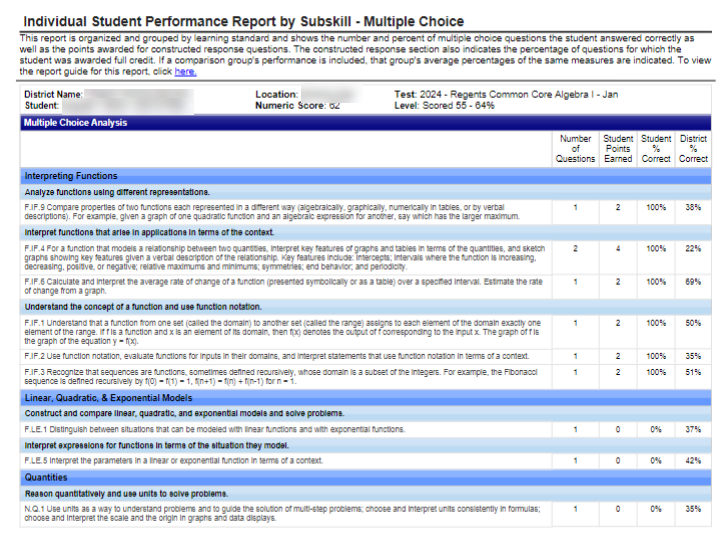 Individual Student Performance Report by Subskill - Multiple Choice
This report is organized and grouped by learning standard and shows the number and percent of multiple choice questions the student answered correctly as
well as the points awarded for constructed response questions. The constructed response section also indicates the percentage of questions for which the
student was awarded full credit. If a comparison group's performance is included, that group's average percentages of the same measures are indicated. To view
the report guide for this report, click here.
District Name: Location: Test: 2024 - Regents Common Core Algebra I - Jan
Student: Numeric Score: 62 Level: Scored 55 - 64%
Multiple Choice Analysis
Number of Questions Student Points Earned Student % Correct District % Correct
Interpreting Functions
Analyze functions using different representations.
F.IF.9 Compare properties of two functions each represented in a different way (algebraically, graphically, numerically in tables, or by verbal 1 2 100% 38%
descriptions). For example, given a graph of one quadratic function and an algebraic expression for another, say which has the larger maximum.
Interpret functions that arise in applications in terms of the context.
F.IF.4 For a function that models a relationship between two quantities, interpret key features of graphs and tables in terms of the quantities, and sketch 2 4 100% 22%
graphs showing key features given a verbal description of the relationship. Key features include: intercepts; intervals where the function is increasing,
decreasing, positive, or negative; relative maximums and minimums; symmetries; end behavior; and periodicity.
F.IF.6 Calculate and interpret the average rate of change of a function (presented symbolically or as a table) over a specified interval. Estimate the rate 1 2 100% 69%
of change from a graph.
Understand the concept of a function and use function notation.
F.IF.1 Understand that a function from one set (called the domain) to another set (called the range) assigns to each element of the domain exactly one 1 2 100% 50%
element of the range. If f is a function and x is an element of its domain, then f(x) denotes the output of f corresponding to the input x. The graph of f is
the graph of the equation y = f(x).
F.IF.2 Use function notation, evaluate functions for inputs in their domains, and interpret statements that use function notation in terms of a context. 1 2 100% 35%
F.IF.3 Recognize that sequences are functions, sometimes defined recursively, whose domain is a subset of the integers. For example, the Fibonacci 1 2 100% 51%
sequence is defined recursively by f(0) = f(1) = 1, f(n+1) = f(n) + f(n-1) for n ~ 1.
Linear, Quadratic, & Exponential Models
Construct and compare linear, quadratic, and exponential models and solve problems.
F.LE.1 Distinguish between situations that can be modeled with linear functions and with exponential functions. 1 0 0% 37%
Interpret expressions for functions in terms of the situation they model.
F.LE.5 Interpret the parameters in a linear or exponential function in terms of a context. 1 0 0% 42%
Quantities
Reason quantitatively and use units to solve problems.
N.Q.1 Use units as a way to understand problems and to guide the solution of multi-step problems; choose and interpret units consistently in formulas; 1 0 0% 35%
choose and interpret the scale and the origin in graphs and data displays.